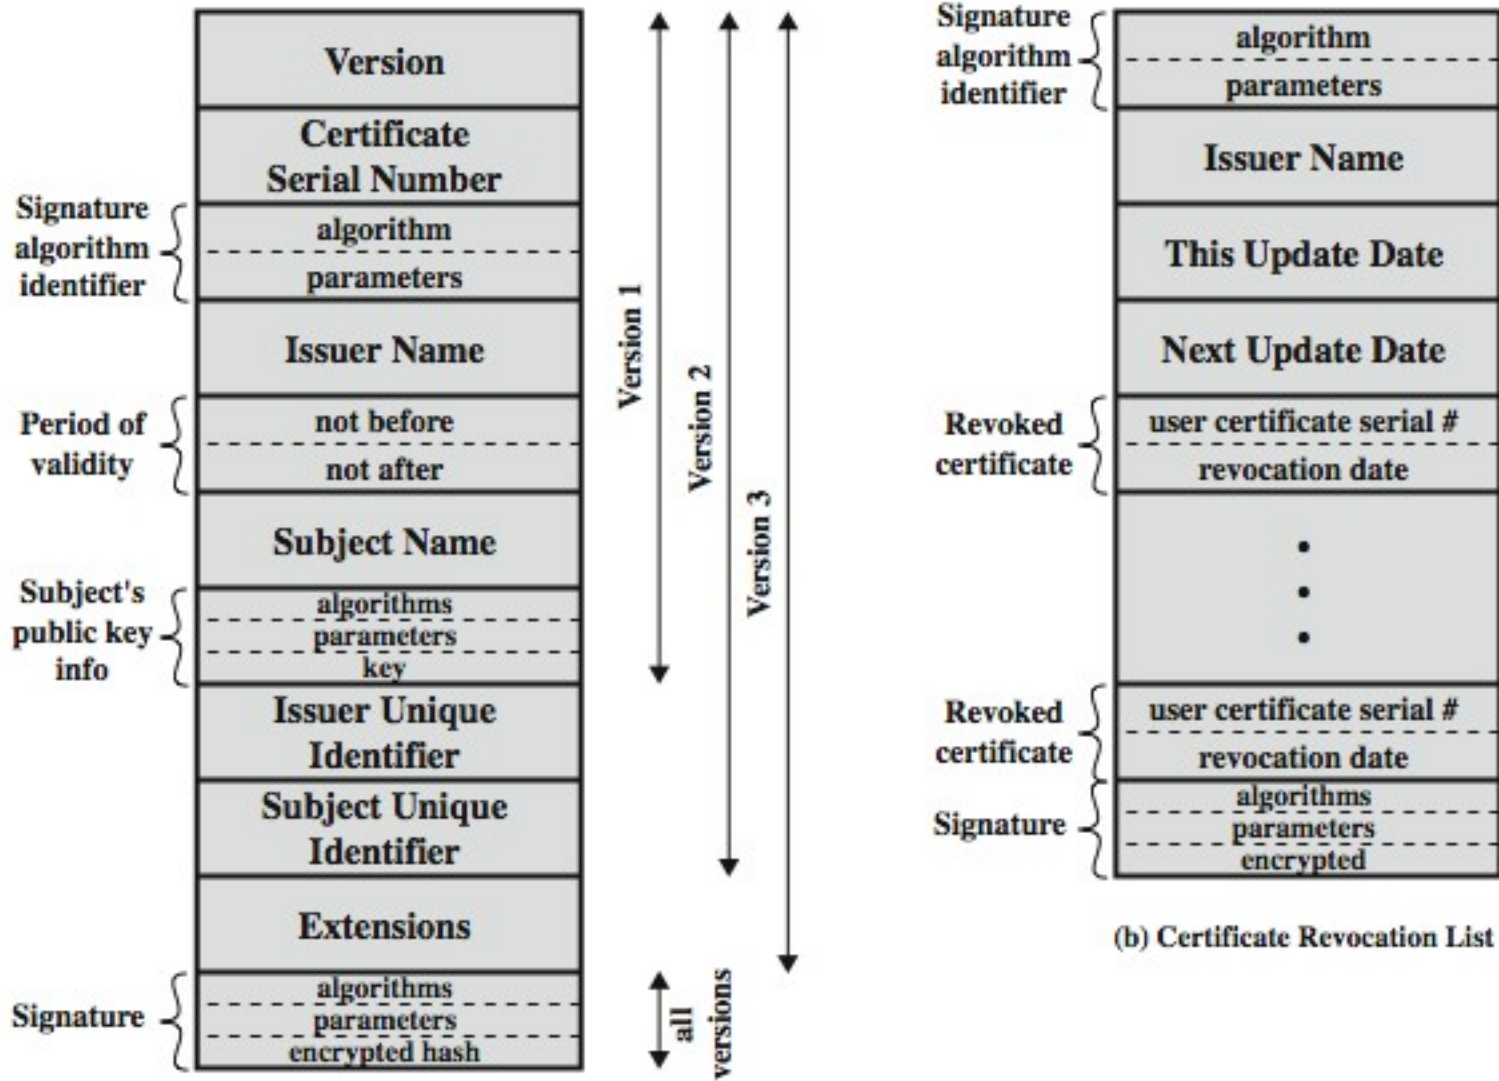 Version
Certificate
Serial Number
Signature
algorithm
identifier
algorithm
parameters
Issuer Name
Period of
validity
not before
not after
Subject Name
Subject's
public key
info
algorithms
parameters
key
Issuer Unique
Identifier
Subject Unique
Identifier
Extensions
Signature
algorithms
parameters
encrypted hash
Version 1
Version 2
Version 3
all
versions
Signature
algorithm
identifier
algorithm
parameters
Issuer Name
This Update Date
Next Update Date
Revoked
certificate
user certificate serial #
revocation date
Revoked
certificate
user certificate serial #
revocation date
Signature
algorithms
parameters
encrypted
(b) Certificate Revocation List